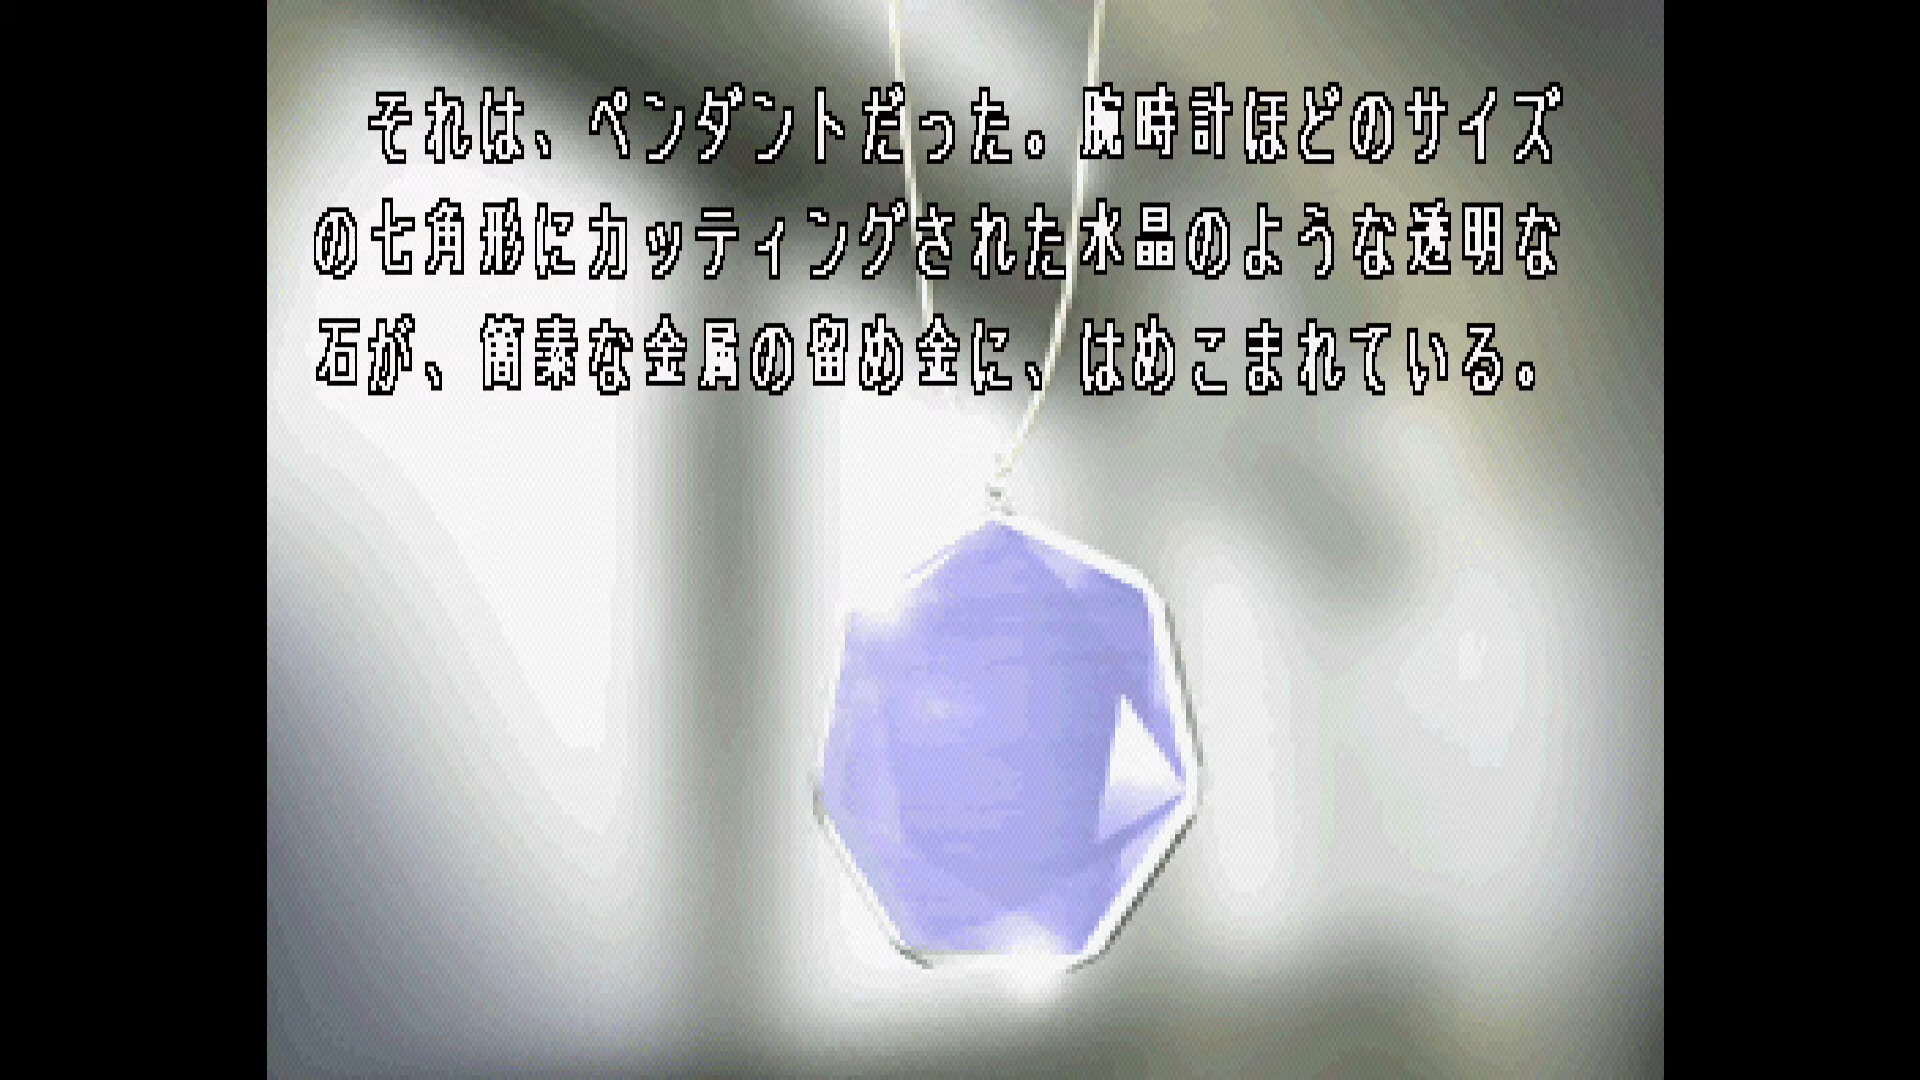 それは、ペンダントだった。腕時計ほどのサイズ
の七角形にカッティングされた水晶のような透明な
石が、簡素な金属の留め金に、はめこまれている。